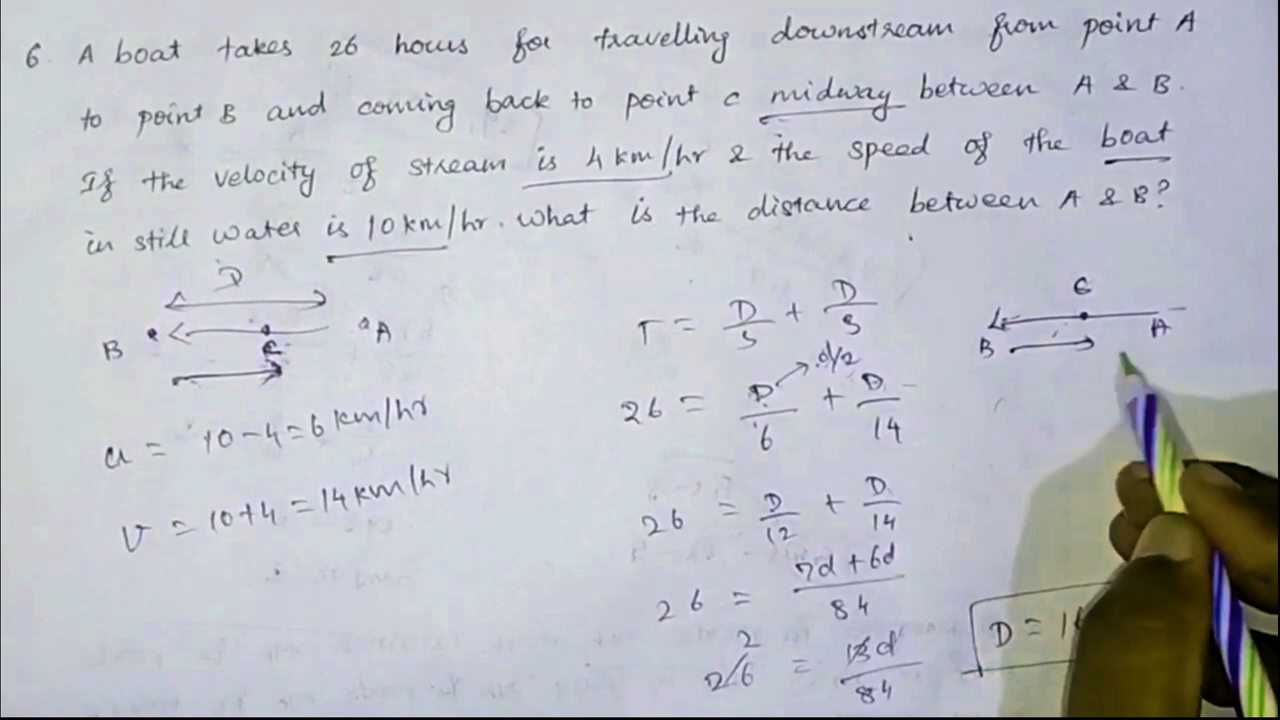 6. A boat takes 26 hours for travelling downstream from point A
to point B and coming back to point C midway between A & B.
If the velocity of stream is 4 km/hr & the speed of the boat
in still water is 10 km/hr. What is the distance between A & B?
D
B C A
u = 10-4=6 km/hr
v = 10+4=14 km/hr
T = D/S + D/S
26 = D/6 + D/14
d/2
26 = D/12 + D/14
26 = 7d+6d/84
2
26 = 13d/84
C
B A
D = 16